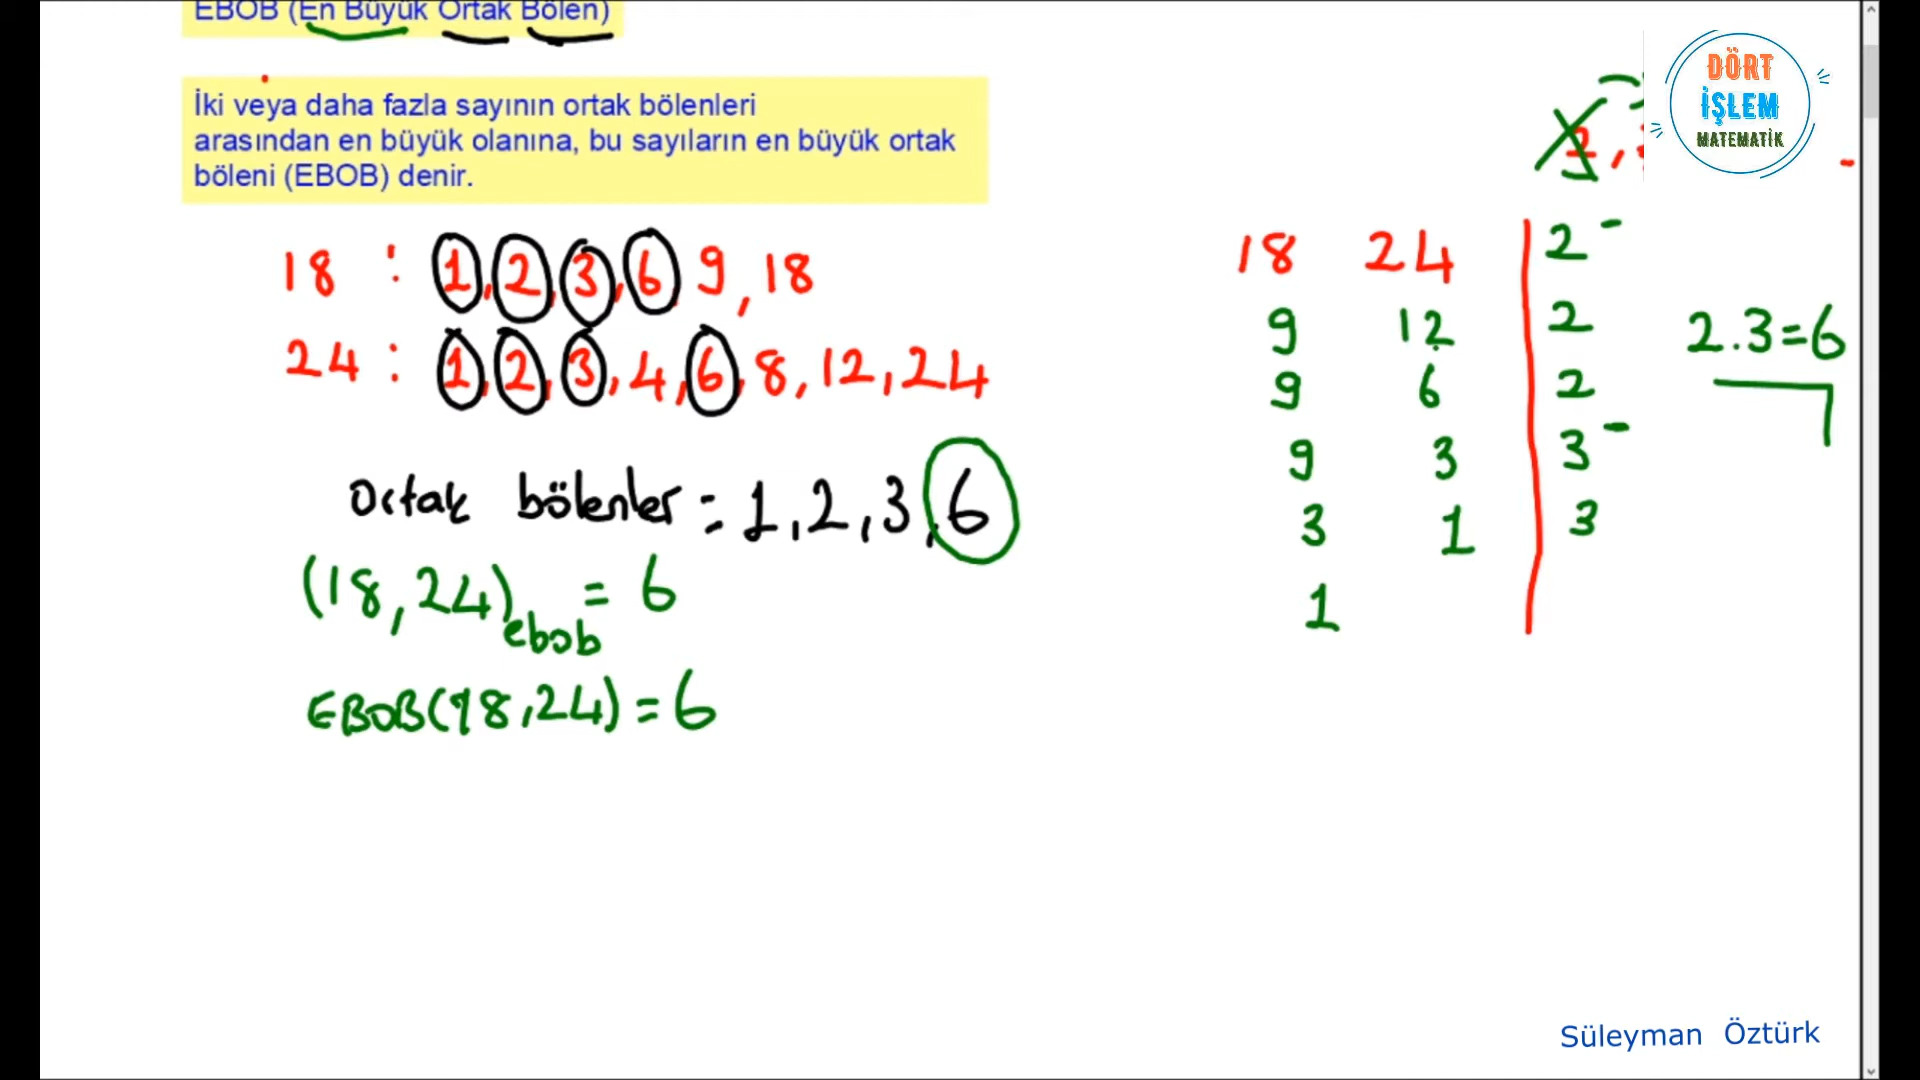 EBOB (En Büyük Ortak Bölen)
İki veya daha fazla sayının ortak bölenleri
arasından en büyük olanına, bu sayıların en büyük ortak
böleni (EBOB) denir.
18 : 1, 2, 3, 6, 9, 18
24 : 1, 2, 3, 4, 6, 8, 12, 24
Ortak bölenler = 1, 2, 3, 6
(18, 24)ebob = 6
EBOB(18, 24) = 6
DÖRT
İŞLEM
MATEMATİK
18 24 2
9 12 2
9 6 2
9 3 3
3 1 3
1
2.3=6
Süleyman Öztürk